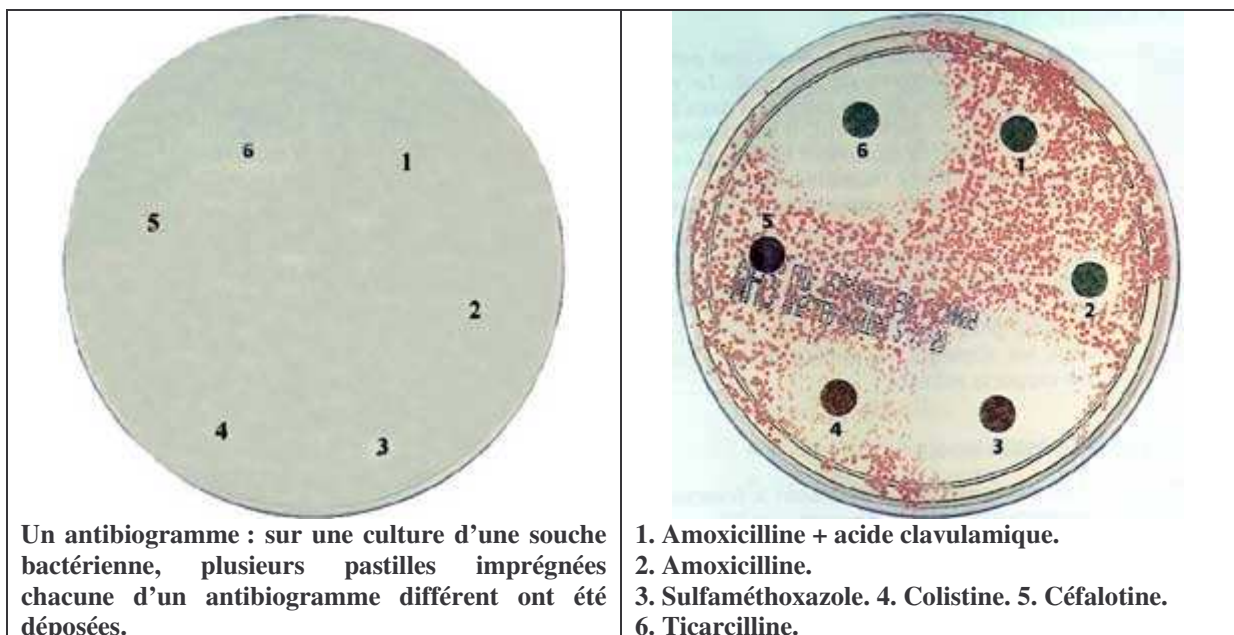 6
1
5
2
4
3
Un antibiogramme : sur une culture d'une souche
bactérienne, plusieurs pastilles imprégnées
chacune d'un antibiogramme différent ont été
déposées.
6
1
5
2
4
3
1. Amoxicilline + acide clavulamique.
2. Amoxicilline.
3. Sulfaméthoxazole. 4. Colistine. 5. Céfalotine.
6. Ticarcilline.